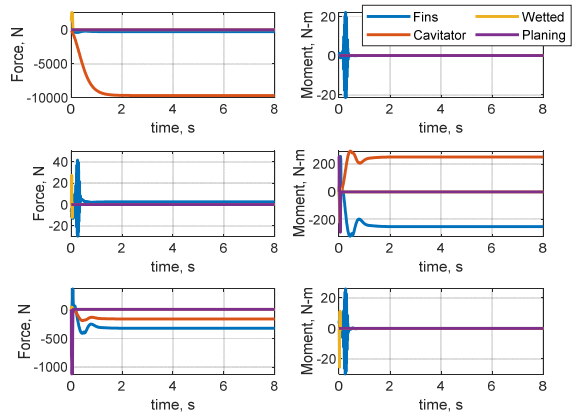 Fins
Wetted
Cavitator
Planing
Force, N
0
-5000
-10000
0 2 4 6 8
time, s
Moment, N-m
20
0
-20
0 2 4 6 8
time, s
Force, N
40
20
0
-20
0 2 4 6 8
time, s
Moment, N-m
200
0
-200
0 2 4 6 8
time, s
Force, N
0
-500
-1000
0 2 4 6 8
time, s
Moment, N-m
20
0
-20
0 2 4 6 8
time, s